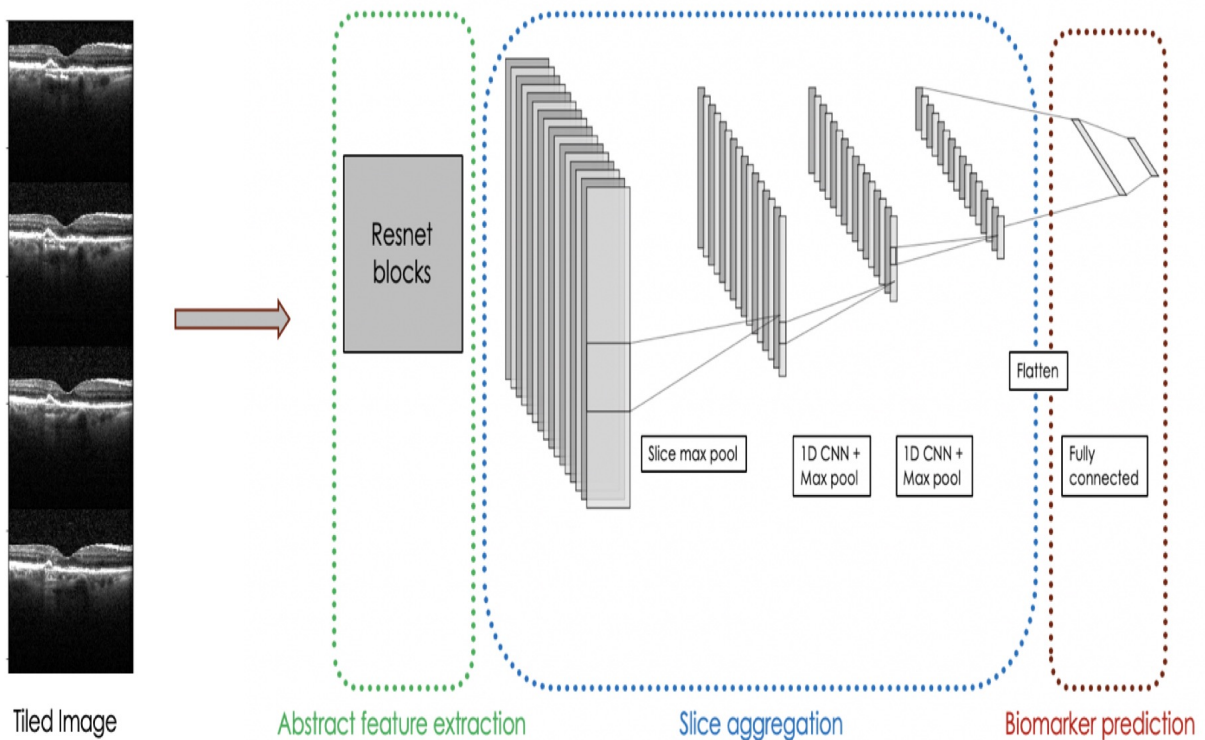 Resnet
blocks
Slice max pool
1D CNN +
Max pool
1D CNN +
Max pool
Flatten
Fully
connected
Tiled Image
Abstract feature extraction
Slice aggregation
Biomarker prediction